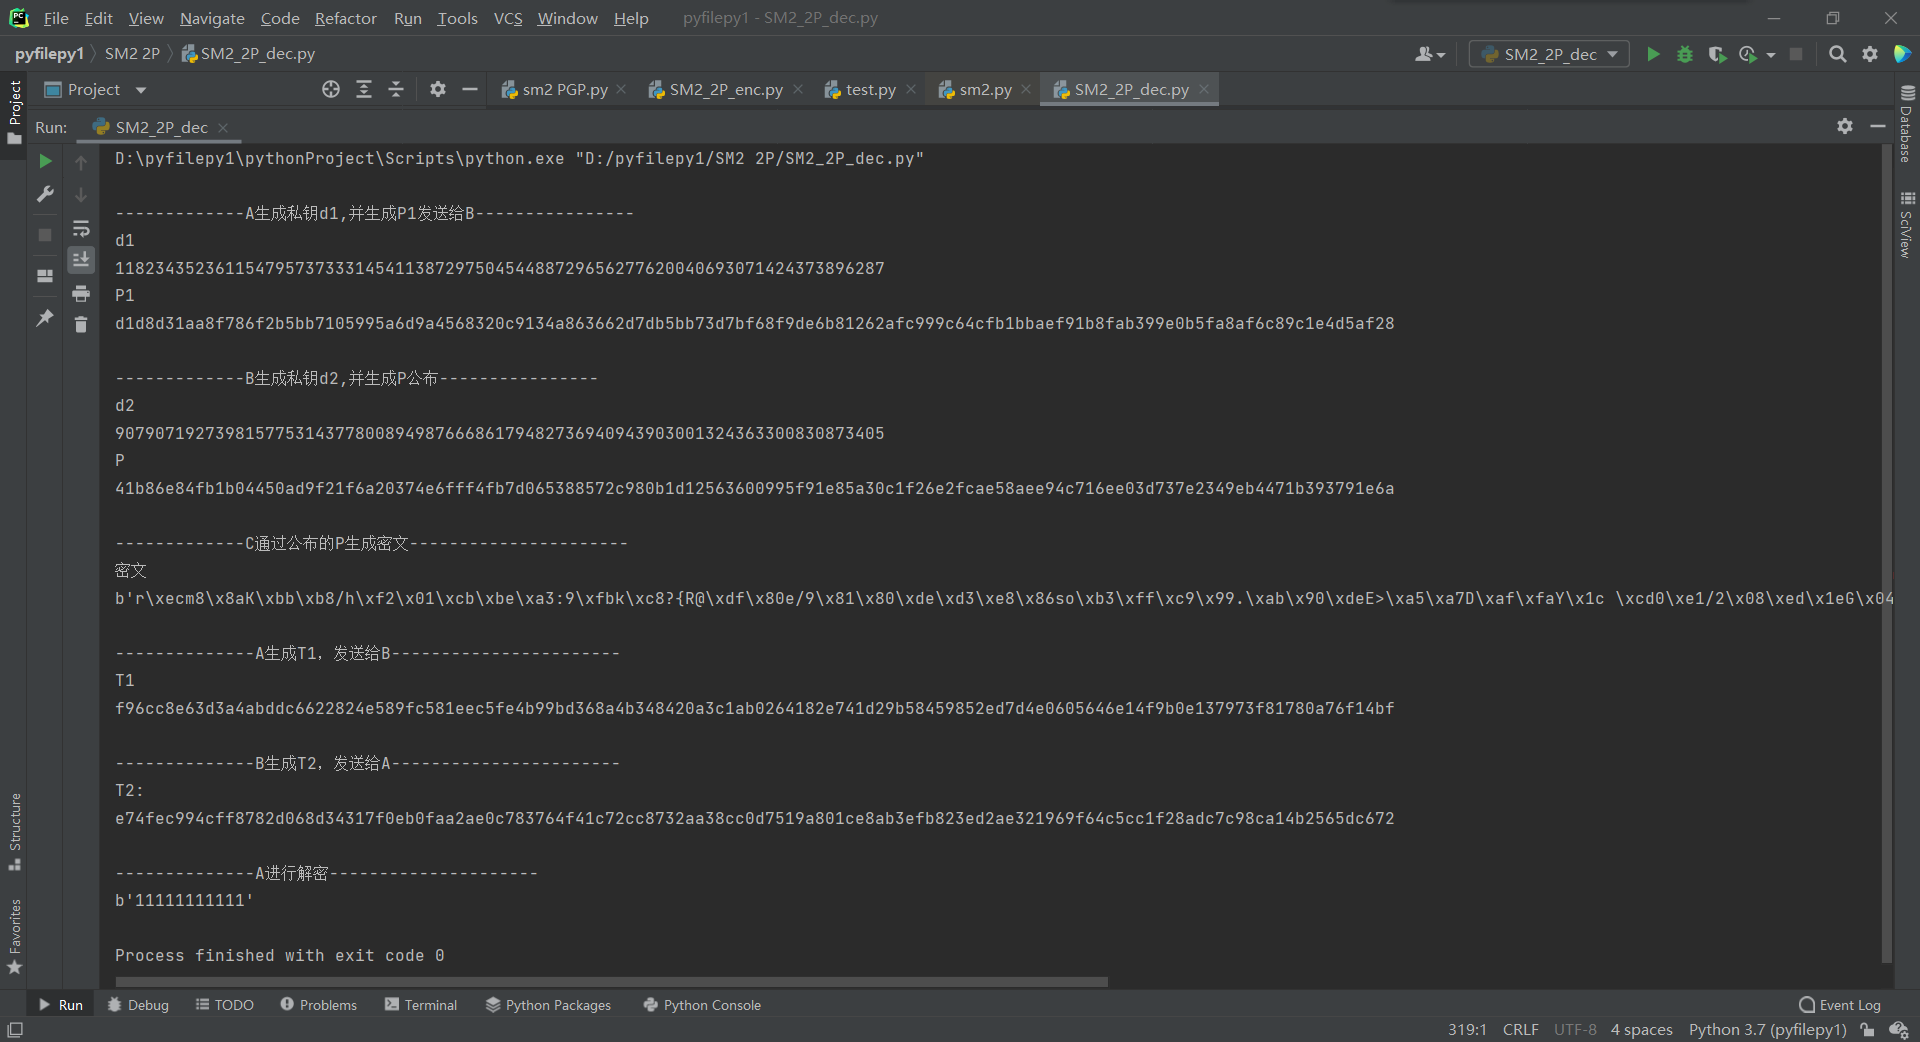 File Edit View Navigate Code Refactor Run Tools VCS Window Help pyfilepy1 - SM2_2P_dec.py
pyfilepy1 SM2 2P SM2_2P_dec.py SM2_2P_dec
Project sm2 PGP.py SM2_2P_enc.py test.py sm2.py SM2_2P_dec.py
Run: SM2_2P_dec
Project
Structure
Favorites
Database
SciView
D:\pyfilepy1\pythonProject\Scripts\python.exe "D:/pyfilepy1/SM2 2P/SM2_2P_dec.py"
-------------A生成私钥d1,并生成P1发送给B----------------
d1
11823435236115479573733314541138729750454488729656277620040693071424373896287
P1
d1d8d31aa8f786f2b5bb7105995a6d9a4568320c9134a863662d7db5bb73d7bf68f9de6b81262afc999c64cfb1bbaef91b8fab399e0b5fa8af6c89c1e4d5af28
-------------B生成私钥d2,并生成P公布----------------
d2
90790719273981577531437780089498766686179482736940943903001324363300830873405
P
41b86e84fb1b04450ad9f21f6a20374e6fff4fb7d065388572c980b1d12563600995f91e85a30c1f26e2fcae58aee94c716ee03d737e2349eb4471b393791e6a
-------------C通过公布的P生成密文----------------------
密文
b'r\xecm8\x8aK\xbb\xb8/h\xf2\x01\xcb\xbe\xa3:9\xfbk\xc8?{R@\xdf\x80e/9\x81\x80\xde\xd3\xe8\x86so\xb3\xff\xc9\x99.\xab\x90\xdeE>\xa5\xa7D\xaf\xfaY\x1c \xcd0\xe1/2\x08\xed\x1eG\x04
--------------A生成T1，发送给B-----------------------
T1
f96cc8e63d3a4abddc6622824e589fc581eec5fe4b99bd368a4b348420a3c1ab0264182e741d29b58459852ed7d4e0605646e14f9b0e137973f81780a76f14bf
--------------B生成T2，发送给A-----------------------
T2:
e74fec994cff8782d068d34317f0eb0faa2ae0c783764f41c72cc8732aa38cc0d7519a801ce8ab3efb823ed2ae321969f64c5cc1f28adc7c98ca14b2565dc672
--------------A进行解密---------------------
b'11111111111'
Process finished with exit code 0
Run Debug TODO Problems Terminal Python Packages Python Console Event Log
319:1 CRLF UTF-8 4 spaces Python 3.7 (pyfilepy1)